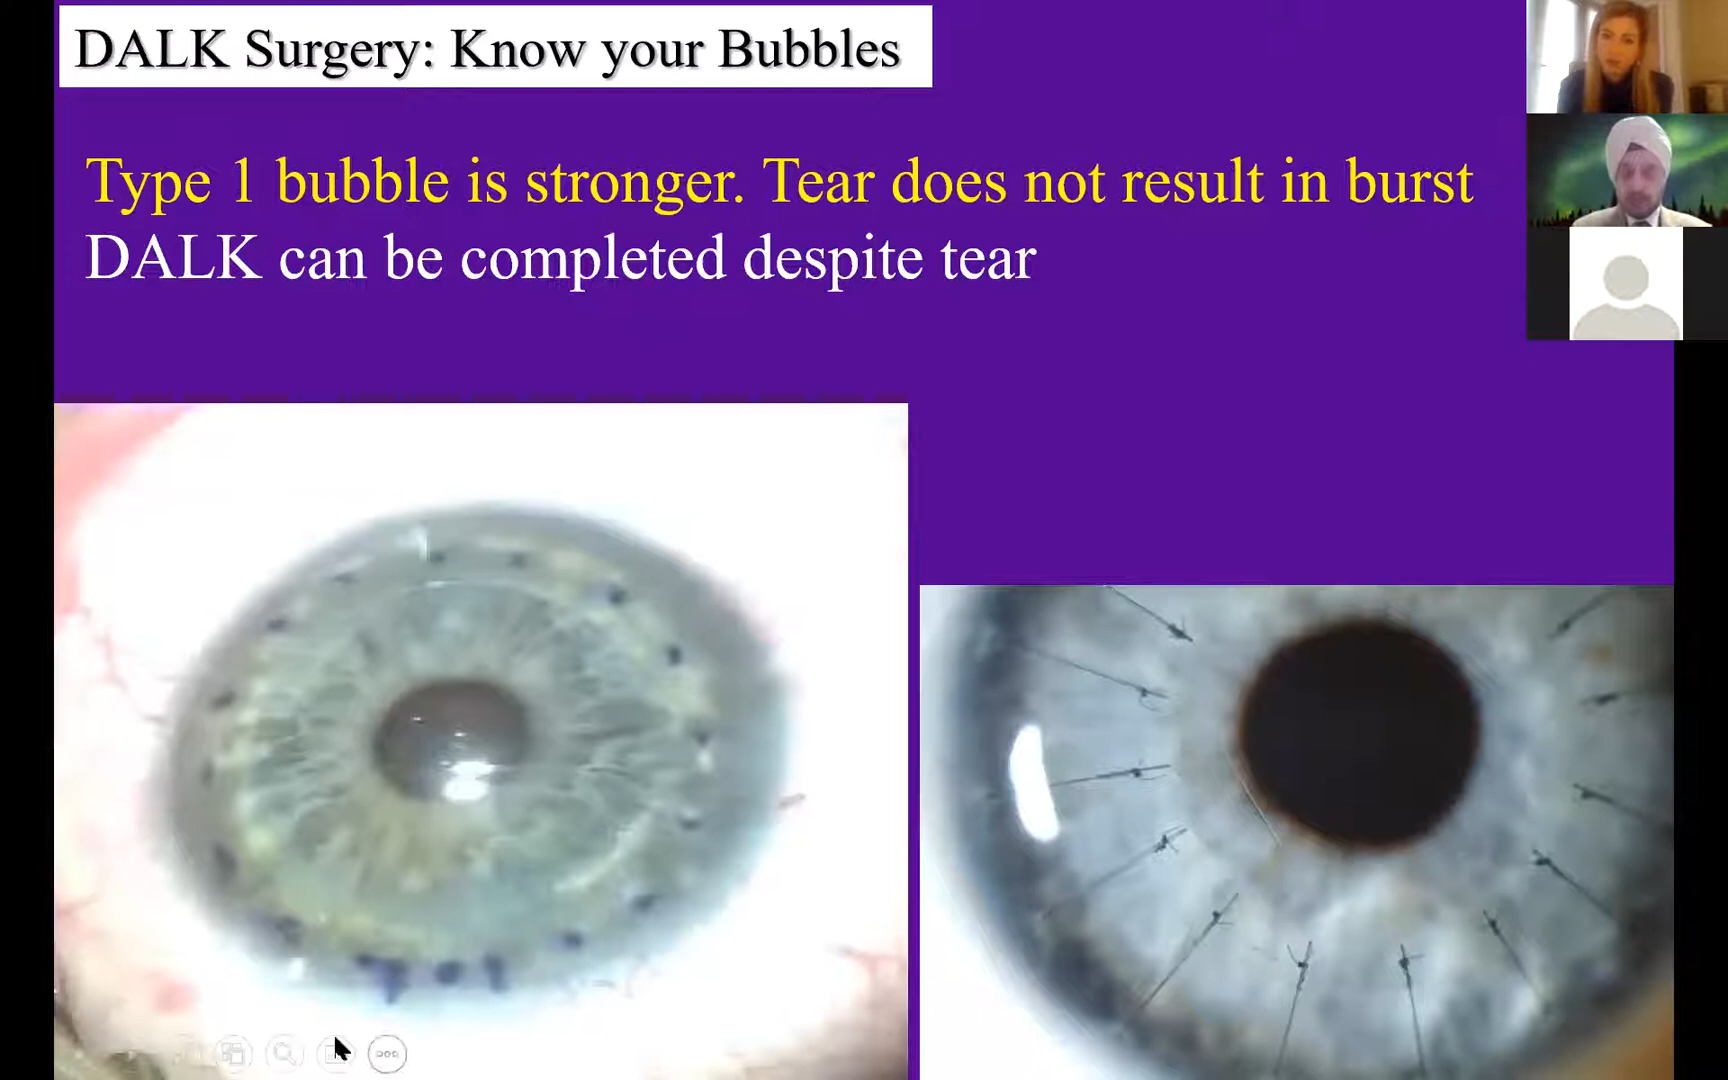 DALK Surgery: Know your Bubbles
Type 1 bubble is stronger. Tear does not result in burst
DALK can be completed despite tear